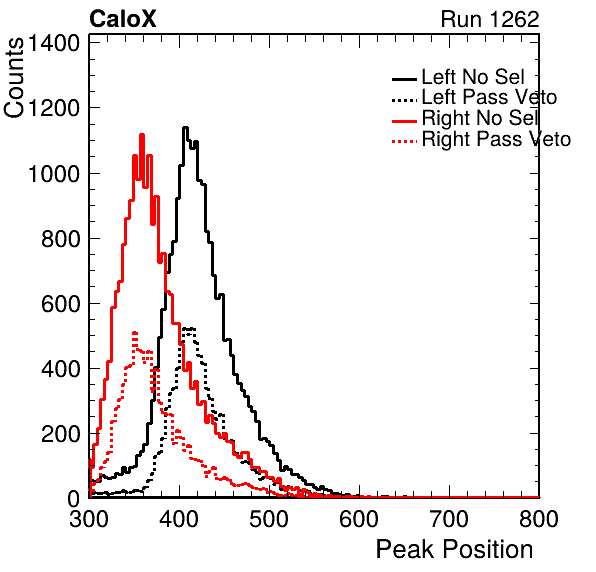 CaloX Run 1262
Counts
1400
1200
1000
800
600
400
200
0
Left No Sel
Left Pass Veto
Right No Sel
Right Pass Veto
300 400 500 600 700 800
Peak Position